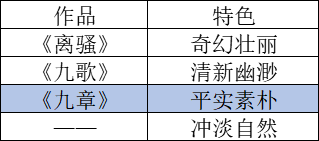 作品 特色
《离骚》 奇幻壮丽
《九歌》 清新幽渺
《九章》 平实素朴
—— 冲淡自然